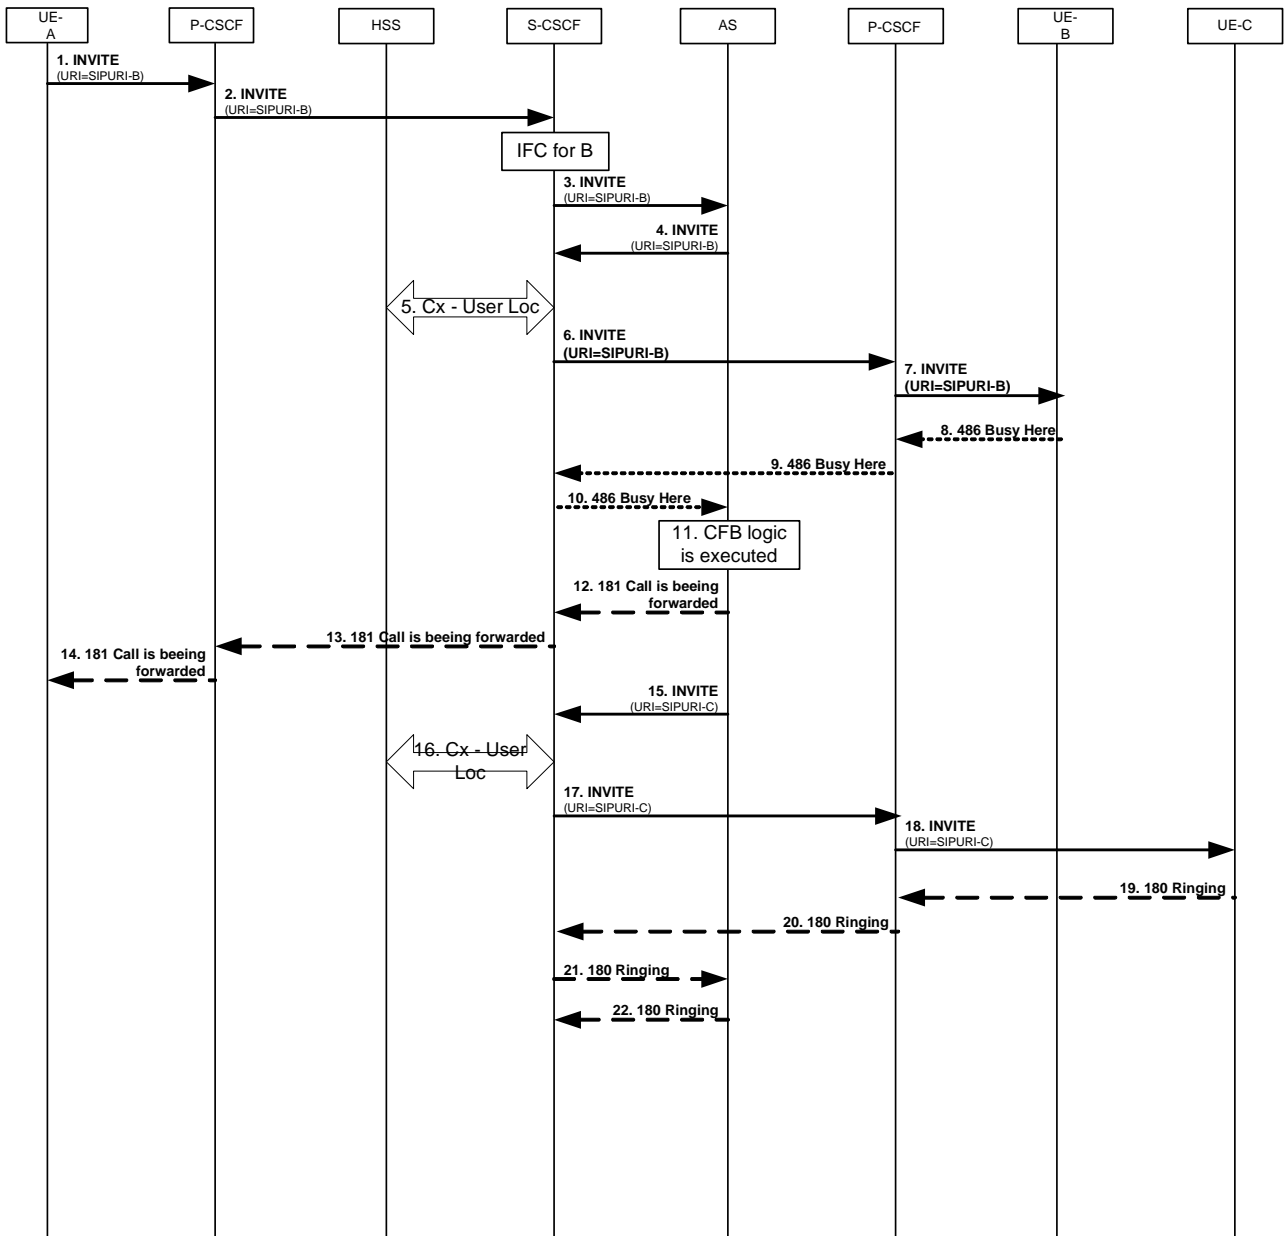 UE-
A
P-CSCF
HSS
S-CSCF
AS
P-CSCF
UE-
B
UE-C
1. INVITE
(URI=SIPURI-B)
2. INVITE
(URI=SIPURI-B)
IFC for B
3. INVITE
(URI=SIPURI-B)
4. INVITE
(URI=SIPURI-B)
5. Cx - User Loc
6. INVITE
(URI=SIPURI-B)
7. INVITE
(URI=SIPURI-B)
8. 486 Busy Here
9. 486 Busy Here
10. 486 Busy Here
11. CFB logic
is executed
12. 181 Call is beeing
forwarded
13. 181 Call is beeing forwarded
14. 181 Call is beeing
forwarded
15. INVITE
(URI=SIPURI-C)
16. Cx - User
Loc
17. INVITE
(URI=SIPURI-C)
18. INVITE
(URI=SIPURI-C)
19. 180 Ringing
20. 180 Ringing
21. 180 Ringing
22. 180 Ringing